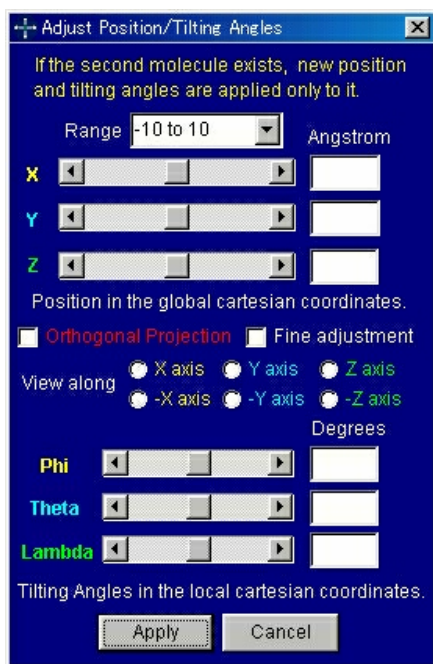 Adjust Position/Tilting Angles
If the second molecule exists, new position
and tilting angles are applied only to it.
Range -10 to 10 Angstrom
X
Y
Z
Position in the global cartesian coordinates.
Orthogonal Projection Fine adjustment
View along X axis Y axis Z axis
-X axis -Y axis -Z axis
Degrees
Phi
Theta
Lambda
Tilting Angles in the local cartesian coordinates.
Apply Cancel